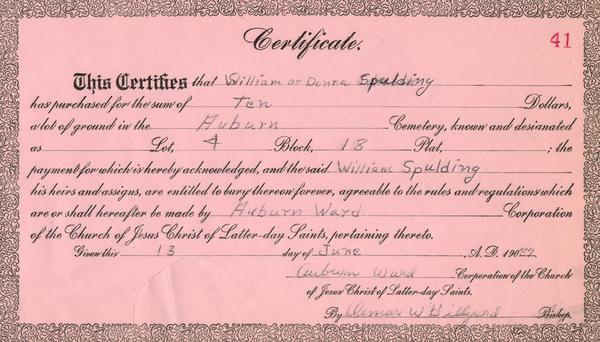 Certificate.
41
This Certifies that William or Donna Spulding
has purchased for the sum of Ten Dollars,
a lot of ground in the Auburn Cemetery, known and designated
as Lot, 4 Block, 18 Plat, ; the
payment for which is hereby acknowledged, and the said William Spulding
his heirs and assigns, are entitled to bury thereon forever, agreeable to the rules and regulations which
are or shall hereafter be made by Auburn Ward Corporation
of the Church of Jesus Christ of Latter-day Saints, pertaining thereto.
Given this 13 day of June , A.D. 190
Auburn Ward Corporation of the Church
of Jesus Christ of Latter-day Saints.
By Demar W Hillyard Bishop.